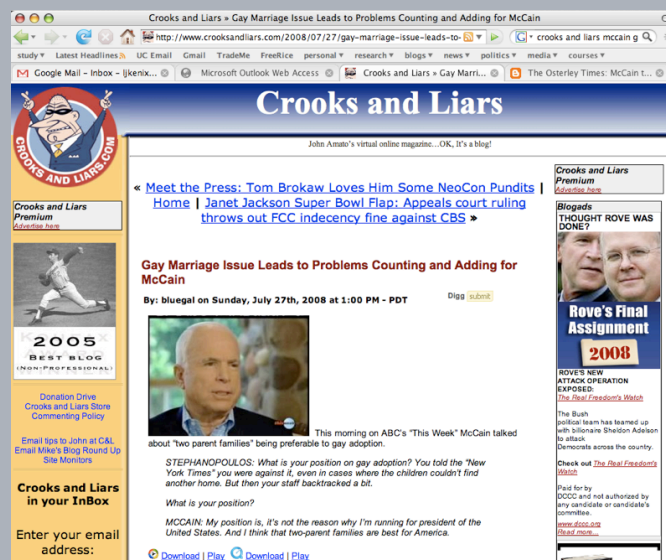 Crooks and Liars » Gay Marriage Issue Leads to Problems Counting and Adding for McCain
http://www.crooksandliars.com/2008/07/27/gay-marriage-issue-leads-to-
crooks and liars mccain g
study
Latest Headlines
UC Email
Gmail
TradeMe
FreeRice
personal
research
blogs
news
politics
media
courses
Google Mail – Inbox – ljkenix...
Microsoft Outlook Web Access
Crooks and Liars » Gay Marri...
The Osterley Times: McCain t...
CROOKS AND LIARS.COM
Crooks and Liars
John Amato's virtual online magazine...OK, It's a blog!
Crooks and Liars
Premium
Advertise here
2005
BEST BLOG
(NON-PROFESSIONAL)
Donation Drive
Crooks and Liars Store
Commenting Policy
Email tips to John at C&L
Email Mike's Blog Round Up
Site Monitors
Crooks and Liars
in your InBox
Enter your email
address:
« Meet the Press: Tom Brokaw Loves Him Some NeoCon Pundits |
Home | Janet Jackson Super Bowl Flap: Appeals court ruling
throws out FCC indecency fine against CBS »
Gay Marriage Issue Leads to Problems Counting and Adding for
McCain
By: bluegal on Sunday, July 27th, 2008 at 1:00 PM - PDT
Digg submit
This morning on ABC's "This Week" McCain talked
about "two parent families" being preferable to gay adoption.
STEPHANOPOULOS: What is your position on gay adoption? You told the "New
York Times" you were against it, even in cases where the children couldn't find
another home. But then your staff backtracked a bit.
What is your position?
MCCAIN: My position is, it's not the reason why I'm running for president of the
United States. And I think that two-parent families are best for America.
Download | Play Download | Play
Crooks and Liars
Premium
Advertise here
Blogads
THOUGHT ROVE WAS
DONE?
Rove's Final
Assignment
2008
ROVE'S NEW
ATTACK OPERATION
EXPOSED:
The Real Freedom's
Watch
The Bush
political team has teamed up
with billionaire Sheldon Adelson
to attack
Democrats across the country.
Check out The Real Freedom's
Watch
Paid for by
DCCC and not authorized by
any candidate or candidate's
committee.
www.dccc.org
Read more...